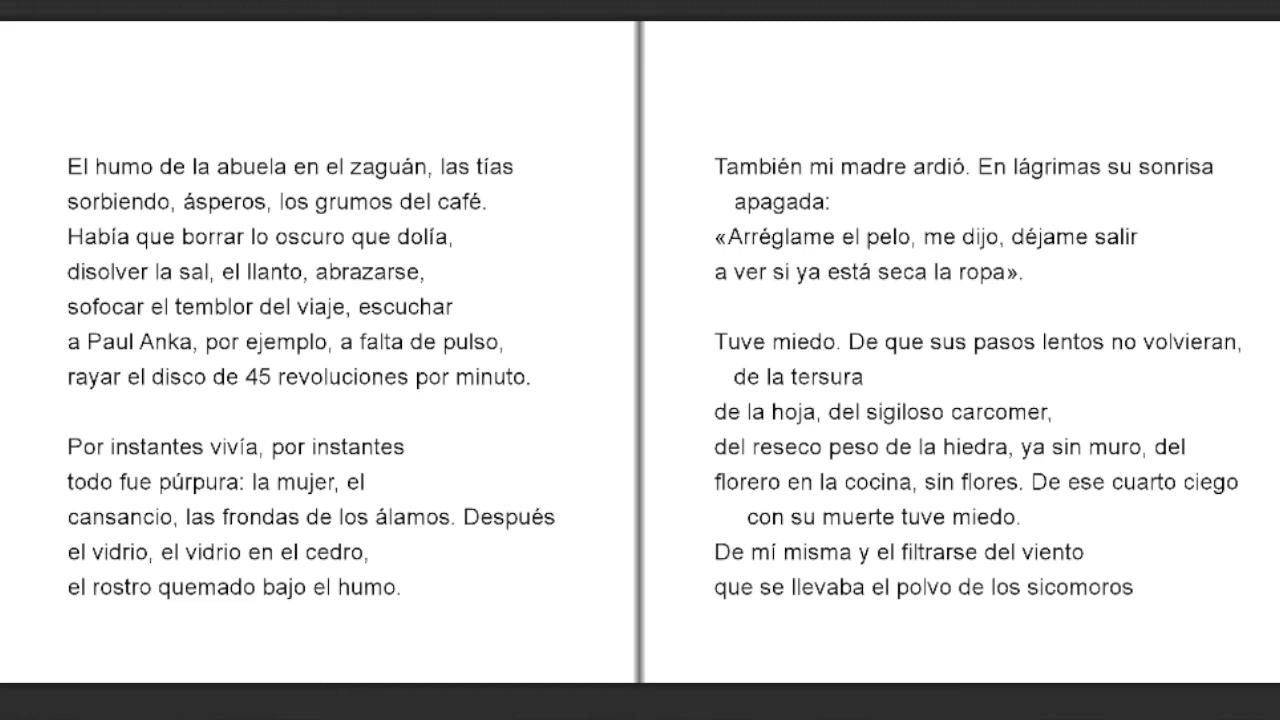 El humo de la abuela en el zaguán, las tías
sorbiendo, ásperos, los grumos del café.
Había que borrar lo oscuro que dolía,
disolver la sal, el llanto, abrazarse,
sofocar el temblor del viaje, escuchar
a Paul Anka, por ejemplo, a falta de pulso,
rayar el disco de 45 revoluciones por minuto.

Por instantes vivía, por instantes
todo fue púrpura: la mujer, el
cansancio, las frondas de los álamos. Después
el vidrio, el vidrio en el cedro,
el rostro quemado bajo el humo.

También mi madre ardió. En lágrimas su sonrisa
apagada:
«Arréglame el pelo, me dijo, déjame salir
a ver si ya está seca la ropa».

Tuve miedo. De que sus pasos lentos no volvieran,
de la tersura
de la hoja, del sigiloso carcomer,
del reseco peso de la hiedra, ya sin muro, del
florero en la cocina, sin flores. De ese cuarto ciego
con su muerte tuve miedo.
De mí misma y el filtrarse del viento
que se llevaba el polvo de los sicomoros